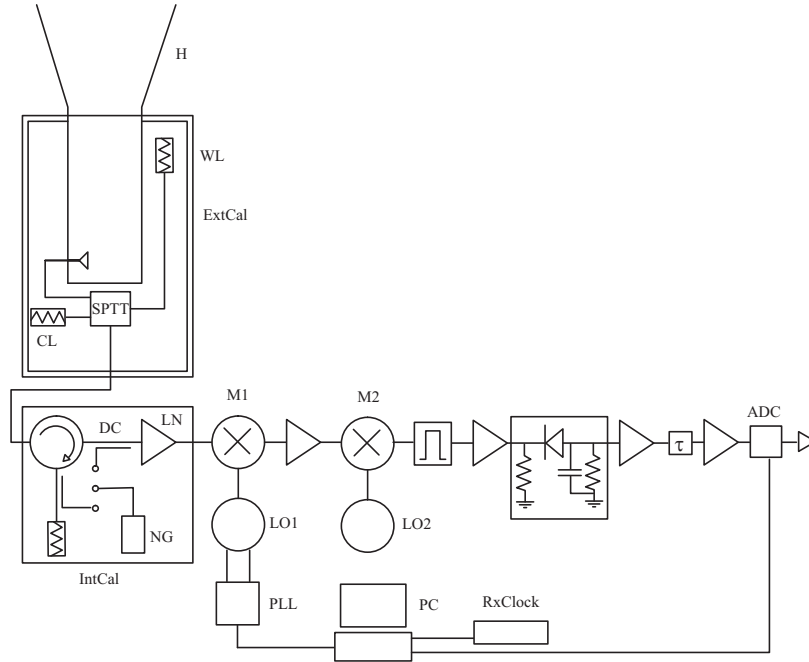 H
WL
ExtCal
SPTT
CL
M1
M2
ADC
DC
LN
τ
LO1
LO2
NG
IntCal
PLL
PC
RxClock